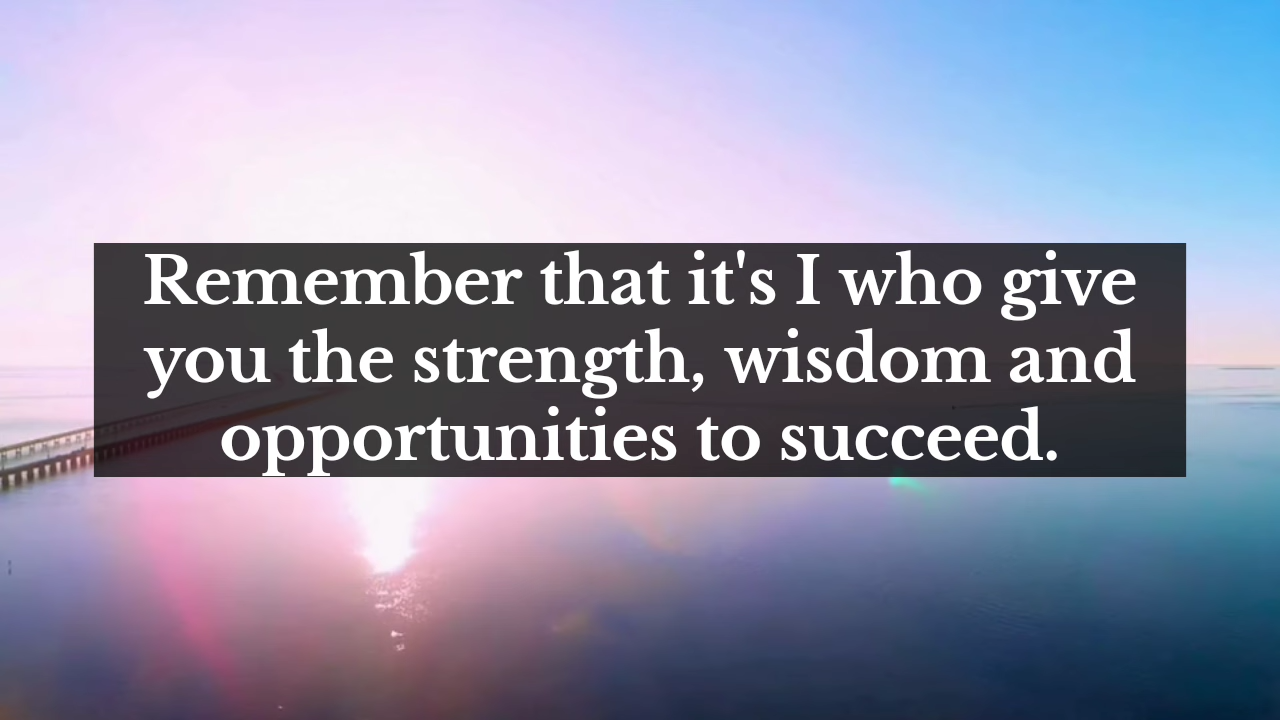 Remember that it's I who give
you the strength, wisdom and
opportunities to succeed.